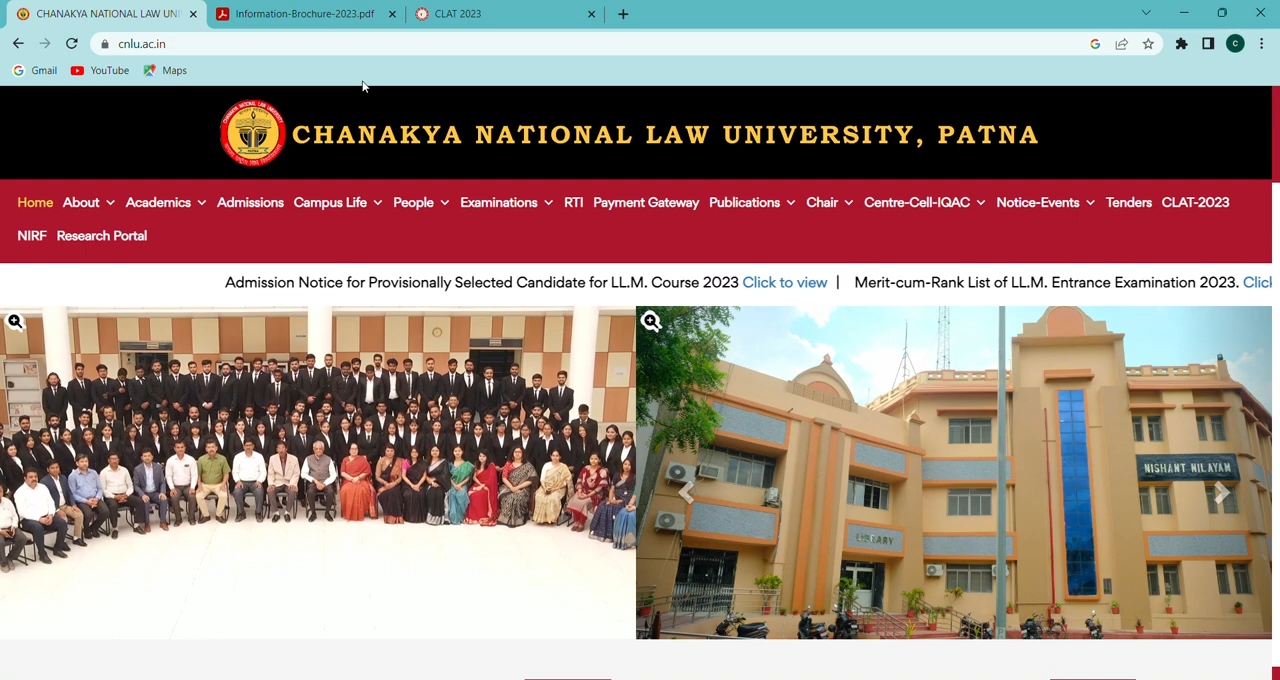 CHANAKYA NATIONAL LAW UNI
Information-Brochure-2023.pdf
CLAT 2023
cnlu.ac.in
Gmail YouTube Maps
CHANAKYA NATIONAL LAW UNIVERSITY, PATNA
Home About Academics Admissions Campus Life People Examinations RTI Payment Gateway Publications Chair Centre-Cell-IQAC Notice-Events Tenders CLAT-2023
NIRF Research Portal
Admission Notice for Provisionally Selected Candidate for LL.M. Course 2023 Click to view | Merit-cum-Rank List of LL.M. Entrance Examination 2023. Click
NISHANT NILAYAM
LIBRARY